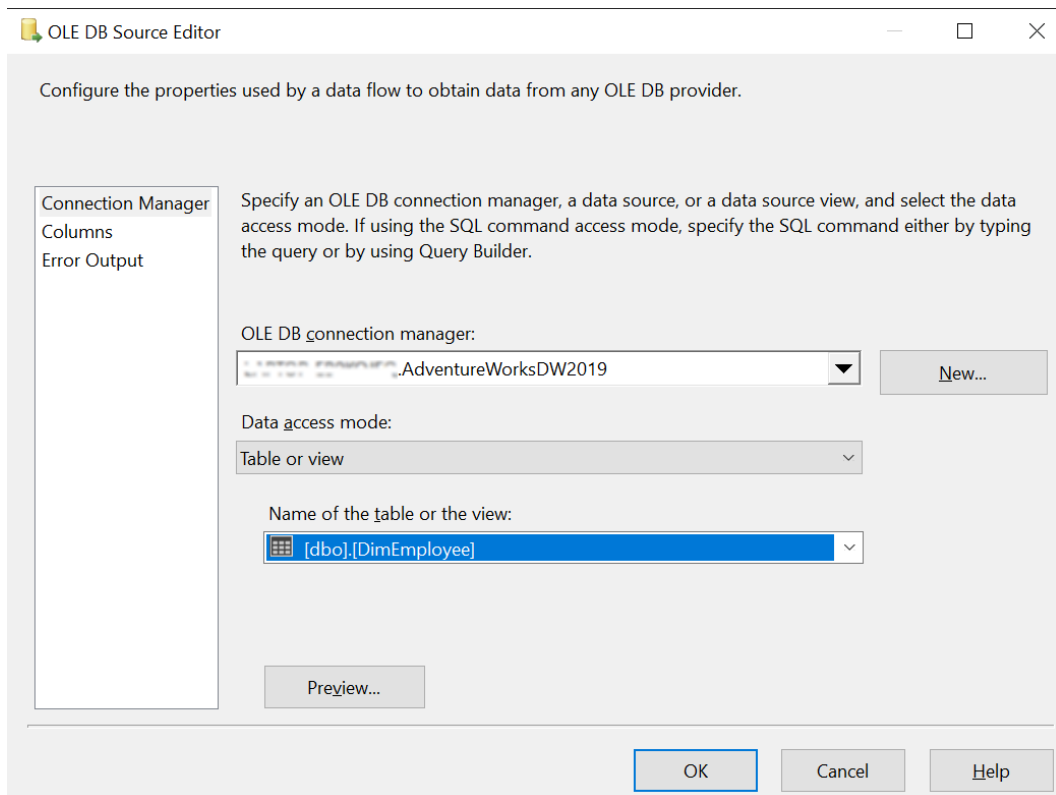 OLE DB Source Editor
Configure the properties used by a data flow to obtain data from any OLE DB provider.
Connection Manager
Columns
Error Output
Specify an OLE DB connection manager, a data source, or a data source view, and select the data
access mode. If using the SQL command access mode, specify the SQL command either by typing
the query or by using Query Builder.
OLE DB connection manager:
.AdventureWorksDW2019
New...
Data access mode:
Table or view
Name of the table or the view:
[dbo].[DimEmployee]
Preview...
OK
Cancel
Help